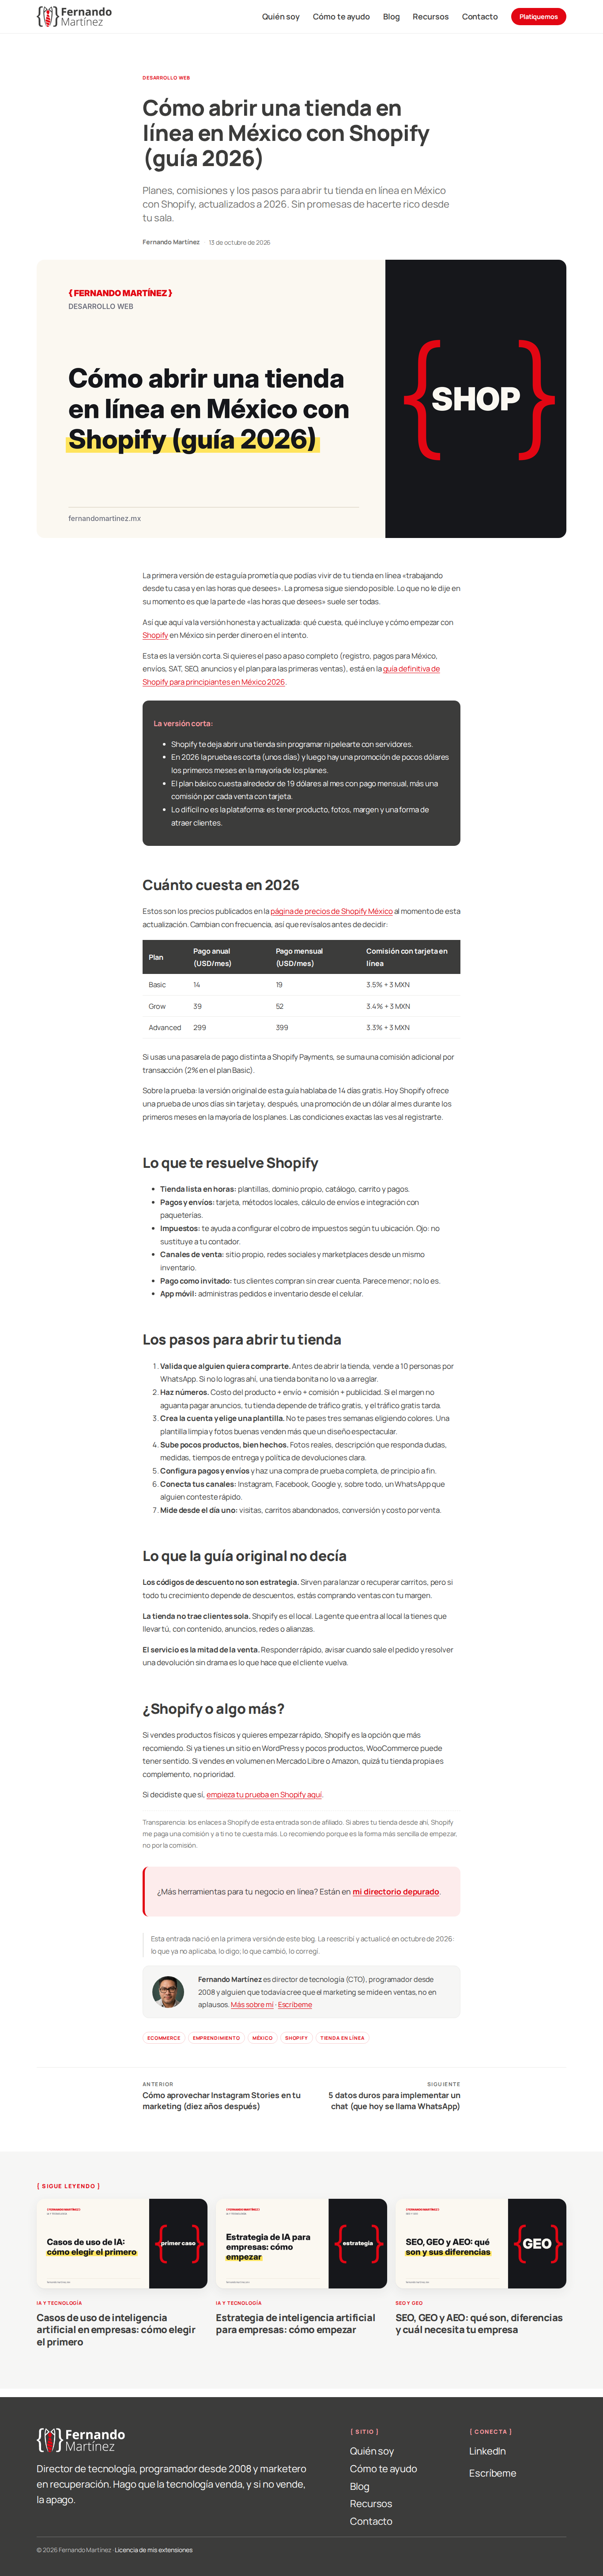 Fernando
Martínez
Quién soy
Cómo te ayudo
Blog
Recursos
Contacto
Platiquemos
DESARROLLO WEB
Cómo abrir una tienda en
línea en México con Shopify
(guía 2026)
Planes, comisiones y los pasos para abrir tu tienda en línea en México
con Shopify, actualizados a 2026. Sin promesas de hacerte rico desde
tu sala.
Fernando Martínez 13 de octubre de 2026
{ FERNANDO MARTÍNEZ }
DESARROLLO WEB
Cómo abrir una tienda
en línea en México con
Shopify (guía 2026)
{SHOP}
fernandomartinez.mx
La primera versión de esta guía prometía que podías vivir de tu tienda en línea «trabajando
desde tu casa y en las horas que desees». La promesa sigue siendo posible. Lo que no le dije en
su momento es que la parte de «las horas que desees» suele ser todas.
Así que aquí va la versión honesta y actualizada: qué cuesta, qué incluye y cómo empezar con
Shopify en México sin perder dinero en el intento.
Esta es la versión corta. Si quieres el paso a paso completo (registro, pagos para México,
envíos, SAT, SEO, anuncios y el plan para las primeras ventas), está en la guía definitiva de
Shopify para principiantes en México 2026.
La versión corta:
• Shopify te deja abrir una tienda sin programar ni pelearte con servidores.
• En 2026 la prueba es corta (unos días) y luego hay una promoción de pocos dólares
los primeros meses en la mayoría de los planes.
• El plan básico cuesta alrededor de 19 dólares al mes con pago mensual, más una
comisión por cada venta con tarjeta.
• Lo difícil no es la plataforma: es tener producto, fotos, margen y una forma de
atraer clientes.
Cuánto cuesta en 2026
Estos son los precios publicados en la página de precios de Shopify México al momento de esta
actualización. Cambian con frecuencia, así que revísalos antes de decidir:
Plan | Pago anual (USD/mes) | Pago mensual (USD/mes) | Comisión con tarjeta en línea
Basic 14 19 3.5% + 3 MXN
Grow 39 52 3.4% + 3 MXN
Advanced 299 399 3.3% + 3 MXN
Si usas una pasarela de pago distinta a Shopify Payments, se suma una comisión adicional por
transacción (2% en el plan Basic).
Sobre la prueba: la versión original de esta guía hablaba de 14 días gratis. Hoy Shopify ofrece
una prueba de unos días sin tarjeta y, después, una promoción de un dólar al mes durante los
primeros meses en la mayoría de los planes. Las condiciones exactas las ves al registrarte.
Lo que te resuelve Shopify
• Tienda lista en horas: plantillas, dominio propio, catálogo, carrito y pagos.
• Pagos y envíos: tarjeta, métodos locales, cálculo de envíos e integración con
paqueterías.
• Impuestos: te ayuda a configurar el cobro de impuestos según tu ubicación. Ojo: no
sustituye a tu contador.
• Canales de venta: sitio propio, redes sociales y marketplaces desde un mismo
inventario.
• Pago como invitado: tus clientes compran sin crear cuenta. Parece menor; no lo es.
• App móvil: administras pedidos e inventario desde el celular.
Los pasos para abrir tu tienda
1. Valida que alguien quiera comprarte. Antes de abrir la tienda, vende a 10 personas por
WhatsApp. Si no lo logras ahí, una tienda bonita no lo va a arreglar.
2. Haz números. Costo del producto + envío + comisión + publicidad. Si el margen no
aguanta pagar anuncios, tu tienda depende de tráfico gratis, y el tráfico gratis tarda.
3. Crea la cuenta y elige una plantilla. No te pases tres semanas eligiendo colores. Una
plantilla limpia y fotos buenas venden más que un diseño espectacular.
4. Sube pocos productos, bien hechos. Fotos reales, descripción que responda dudas,
medidas, tiempos de entrega y política de devoluciones clara.
5. Configura pagos y envíos y haz una compra de prueba completa, de principio a fin.
6. Conecta tus canales: Instagram, Facebook, Google y, sobre todo, un WhatsApp que
alguien conteste rápido.
7. Mide desde el día uno: visitas, carritos abandonados, conversión y costo por venta.
Lo que la guía original no decía
Los códigos de descuento no son estrategia. Sirven para lanzar o recuperar carritos, pero si
todo tu crecimiento depende de descuentos, estás comprando ventas con tu margen.
La tienda no trae clientes sola. Shopify es el local. La gente que entra al local la tienes que
llevar tú, con contenido, anuncios, redes o alianzas.
El servicio es la mitad de la venta. Responder rápido, avisar cuando sale el pedido y resolver
una devolución sin drama es lo que hace que el cliente vuelva.
¿Shopify o algo más?
Si vendes productos físicos y quieres empezar rápido, Shopify es la opción que más
recomiendo. Si ya tienes un sitio en WordPress y pocos productos, WooCommerce puede
tener sentido. Si vendes en volumen en Mercado Libre o Amazon, quizá tu tienda propia es
complemento, no prioridad.
Si decidiste que sí, empieza tu prueba en Shopify aquí.
Transparencia: los enlaces a Shopify de esta entrada son de afiliado. Si abres tu tienda desde ahí, Shopify
me paga una comisión y a ti no te cuesta más. Lo recomiendo porque es la forma más sencilla de empezar,
no por la comisión.
¿Más herramientas para tu negocio en línea? Están en mi directorio depurado.
Esta entrada nació en la primera versión de este blog. La reescribí y actualicé en octubre de 2026:
lo que ya no aplicaba, lo digo; lo que cambió, lo corregí.
Fernando Martínez es director de tecnología (CTO), programador desde
2008 y alguien que todavía cree que el marketing se mide en ventas, no en
aplausos. Más sobre mí · Escríbeme
ECOMMERCE
EMPRENDIMIENTO
MÉXICO
SHOPIFY
TIENDA EN LÍNEA
ANTERIOR
Cómo aprovechar Instagram Stories en tu
marketing (diez años después)
SIGUIENTE
5 datos duros para implementar un
chat (que hoy se llama WhatsApp)
{ SIGUE LEYENDO }
Casos de uso de IA:
cómo elegir el primero
{primer caso}
Estrategia de IA para
empresas: cómo
empezar
{estrategia}
SEO, GEO y AEO: qué
son y sus diferencias
{GEO}
IA Y TECNOLOGÍA
Casos de uso de inteligencia
artificial en empresas: cómo elegir
el primero
IA Y TECNOLOGÍA
Estrategia de inteligencia artificial
para empresas: cómo empezar
SEO Y GEO
SEO, GEO y AEO: qué son, diferencias
y cuál necesita tu empresa
Fernando
Martínez
Director de tecnología, programador desde 2008 y marketero
en recuperación. Hago que la tecnología venda, y si no vende,
la apago.
{ SITIO }
Quién soy
Cómo te ayudo
Blog
Recursos
Contacto
{ CONECTA }
LinkedIn
Escríbeme
© 2026 Fernando Martínez · Licencia de mis extensiones